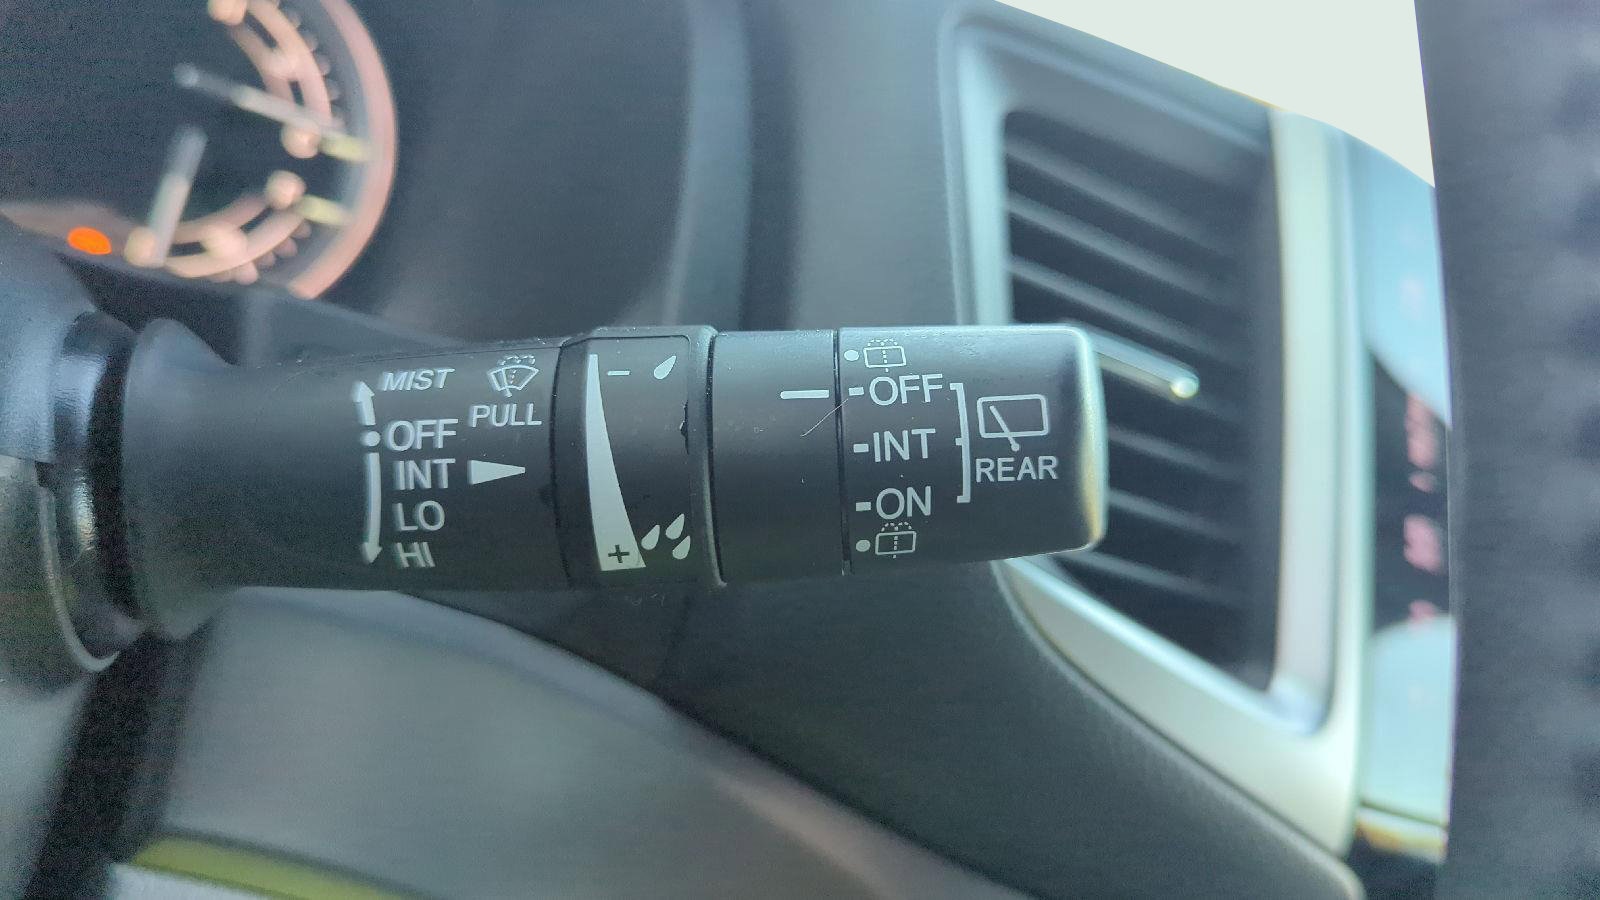 MIST
PULL
OFF
INT
LO
HI
-
+
OFF
INT
ON
REAR